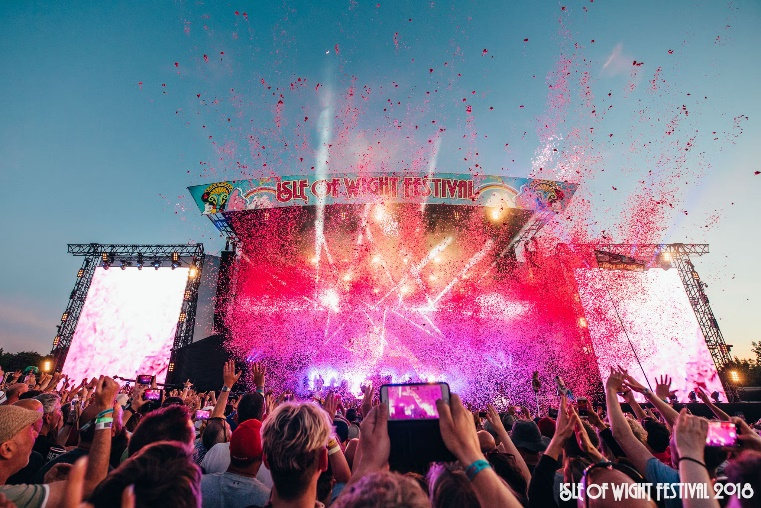 ISLE OF WIGHT FESTIVAL
ISLE OF WIGHT FESTIVAL 2018